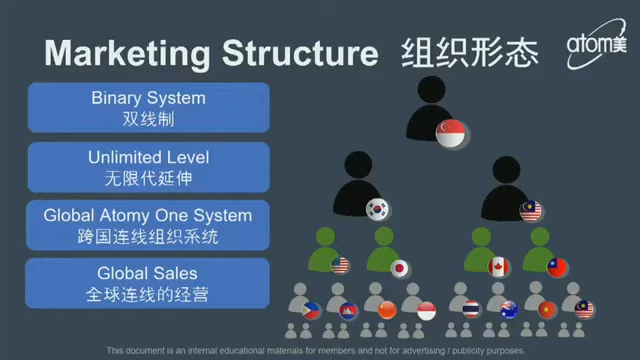 Marketing Structure 组织形态
atom美
Binary System
双线制
Unlimited Level
无限代延伸
Global Atomy One System
跨国连线组织系统
Global Sales
全球连线的经营
This document is an internal educational materials for members and not for advertising / publicity purposes.